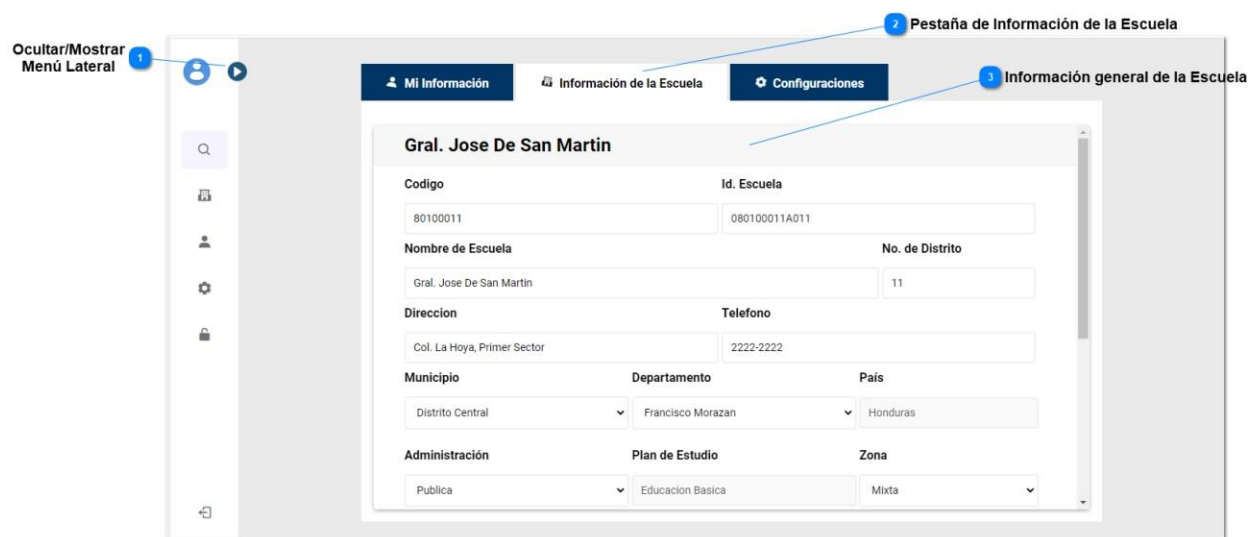 2 Pestaña de Información de la Escuela
Ocultar/Mostrar
Menú Lateral 1
3 Información general de la Escuela
Mi Información Información de la Escuela Configuraciones
Gral. Jose De San Martin
Codigo Id. Escuela
80100011 080100011A011
Nombre de Escuela No. de Distrito
Gral. Jose De San Martin 11
Direccion Telefono
Col. La Hoya, Primer Sector 2222-2222
Municipio Departamento País
Distrito Central Francisco Morazan Honduras
Administración Plan de Estudio Zona
Publica Educacion Basica Mixta